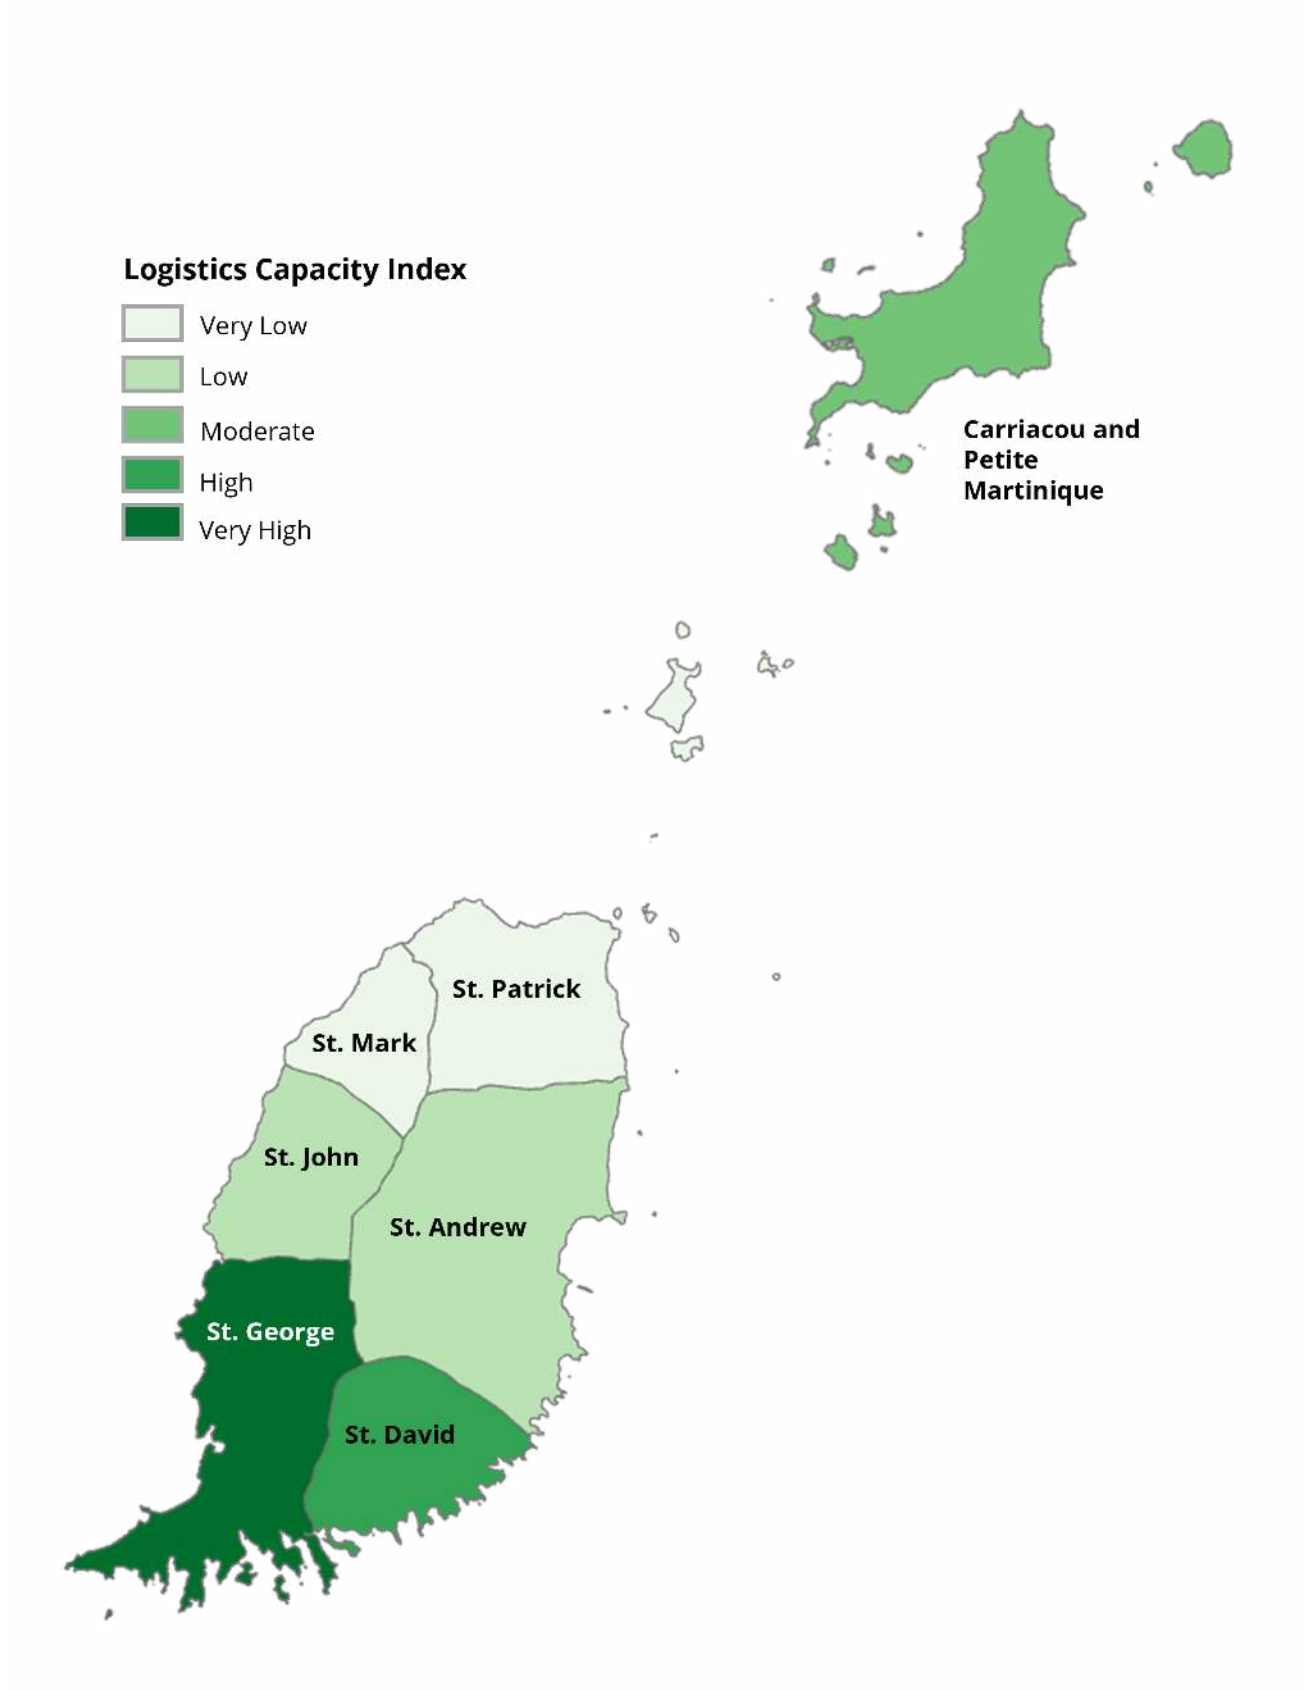 Logistics Capacity Index
Very Low
Low
Moderate
High
Very High
Carriacou and
Petite
Martinique
St. Patrick
St. Mark
St. John
St. Andrew
St. George
St. David